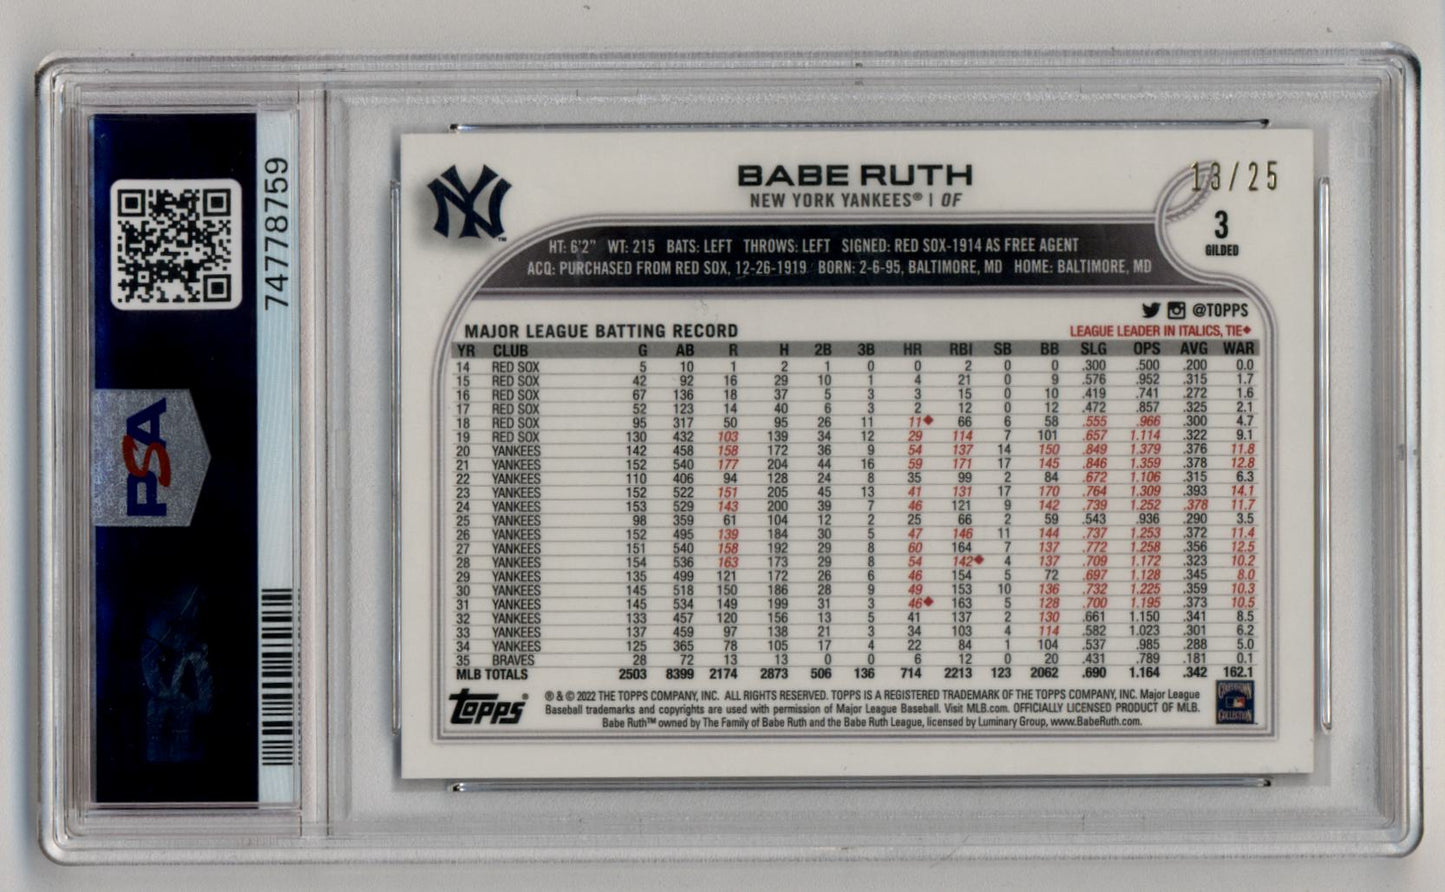 74778759
PSA
NY
BABE RUTH
NEW YORK YANKEES® | OF
13/25
3
GILDED
HT: 6'2" WT: 215 BATS: LEFT THROWS: LEFT SIGNED: RED SOX-1914 AS FREE AGENT
ACQ: PURCHASED FROM RED SOX, 12-26-1919 BORN: 2-6-95, BALTIMORE, MD HOME: BALTIMORE, MD
@TOPPS
MAJOR LEAGUE BATTING RECORD
LEAGUE LEADER IN ITALICS, TIE◆
YR CLUB G AB R H 2B 3B HR RBI SB BB SLG OPS AVG WAR
14 RED SOX 5 10 1 2 1 0 0 2 0 0 .300 .500 .200 0.0
15 RED SOX 42 92 16 29 10 1 4 21 0 9 .576 .952 .315 1.7
16 RED SOX 67 136 18 37 5 3 3 15 0 10 .419 .741 .272 1.6
17 RED SOX 52 123 14 40 6 3 2 12 0 12 .472 .857 .325 2.1
18 RED SOX 95 317 50 95 26 11 11◆ 66 6 58 .555 .966 .300 4.7
19 RED SOX 130 432 103 139 34 12 29 114 7 101 .657 1.114 .322 9.1
20 YANKEES 142 458 158 172 36 9 54 137 14 150 .849 1.379 .376 11.8
21 YANKEES 152 540 177 204 44 16 59 171 17 145 .846 1.359 .378 12.8
22 YANKEES 110 406 94 128 24 8 35 99 2 84 .672 1.106 .315 6.3
23 YANKEES 152 522 151 205 45 13 41 131 17 170 .764 1.309 .393 14.1
24 YANKEES 153 529 143 200 39 7 46 121 9 142 .739 1.252 .378 11.7
25 YANKEES 98 359 61 104 12 2 25 66 2 59 .543 .936 .290 3.5
26 YANKEES 152 495 139 184 30 5 47 146 11 144 .737 1.253 .372 11.4
27 YANKEES 151 540 158 192 29 8 60 164 7 137 .772 1.258 .356 12.5
28 YANKEES 154 536 163 173 29 8 54 142◆ 4 137 .709 1.172 .323 10.2
29 YANKEES 135 499 121 172 26 6 46 154 5 72 .697 1.128 .345 8.0
30 YANKEES 145 518 150 186 28 9 49 153 10 136 .732 1.225 .359 10.3
31 YANKEES 145 534 149 199 31 3 46◆ 163 5 128 .700 1.195 .373 10.5
32 YANKEES 133 457 120 156 13 5 41 137 2 130 .661 1.150 .341 8.5
33 YANKEES 137 459 97 138 21 3 34 103 4 114 .582 1.023 .301 6.2
34 YANKEES 125 365 78 105 17 4 22 84 1 104 .537 .985 .288 5.0
35 BRAVES 28 72 13 13 0 0 6 12 0 20 .431 .789 .181 0.1
MLB TOTALS 2503 8399 2174 2873 506 136 714 2213 123 2062 .690 1.164 .342 162.1
Topps®
® & © 2022 THE TOPPS COMPANY, INC. ALL RIGHTS RESERVED. TOPPS IS A REGISTERED TRADEMARK OF THE TOPPS COMPANY, INC. Major League
Baseball trademarks and copyrights are used with permission of Major League Baseball. Visit MLB.com. OFFICIALLY LICENSED PRODUCT OF MLB.
Babe Ruth™ owned by The Family of Babe Ruth and the Babe Ruth League, licensed by Luminary Group, www.BabeRuth.com.
COOPERSTOWN
COLLECTION